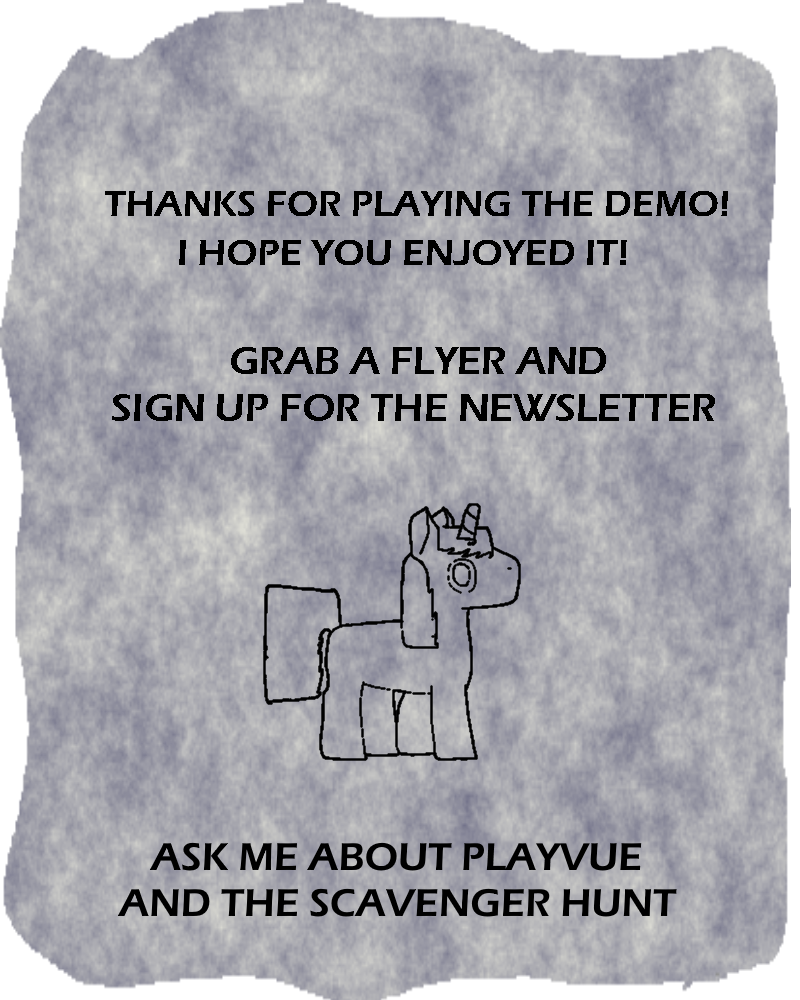 THANKS FOR PLAYING THE DEMO!
I HOPE YOU ENJOYED IT!
GRAB A FLYER AND
SIGN UP FOR THE NEWSLETTER
ASK ME ABOUT PLAYVUE
AND THE SCAVENGER HUNT